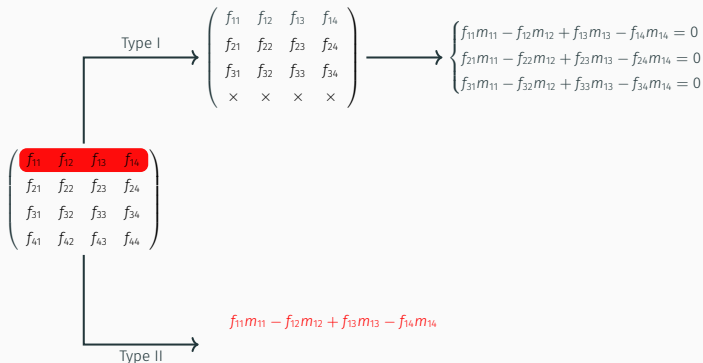 Type I
f₁₁ f₁₂ f₁₃ f₁₄
f₂₁ f₂₂ f₂₃ f₂₄
f₃₁ f₃₂ f₃₃ f₃₄
× × × ×
f₁₁m₁₁ − f₁₂m₁₂ + f₁₃m₁₃ − f₁₄m₁₄ = 0
f₂₁m₁₁ − f₂₂m₁₂ + f₂₃m₁₃ − f₂₄m₁₄ = 0
f₃₁m₁₁ − f₃₂m₁₂ + f₃₃m₁₃ − f₃₄m₁₄ = 0
f₁₁ f₁₂ f₁₃ f₁₄
f₂₁ f₂₂ f₂₃ f₂₄
f₃₁ f₃₂ f₃₃ f₃₄
f₄₁ f₄₂ f₄₃ f₄₄
f₁₁m₁₁ − f₁₂m₁₂ + f₁₃m₁₃ − f₁₄m₁₄
Type II